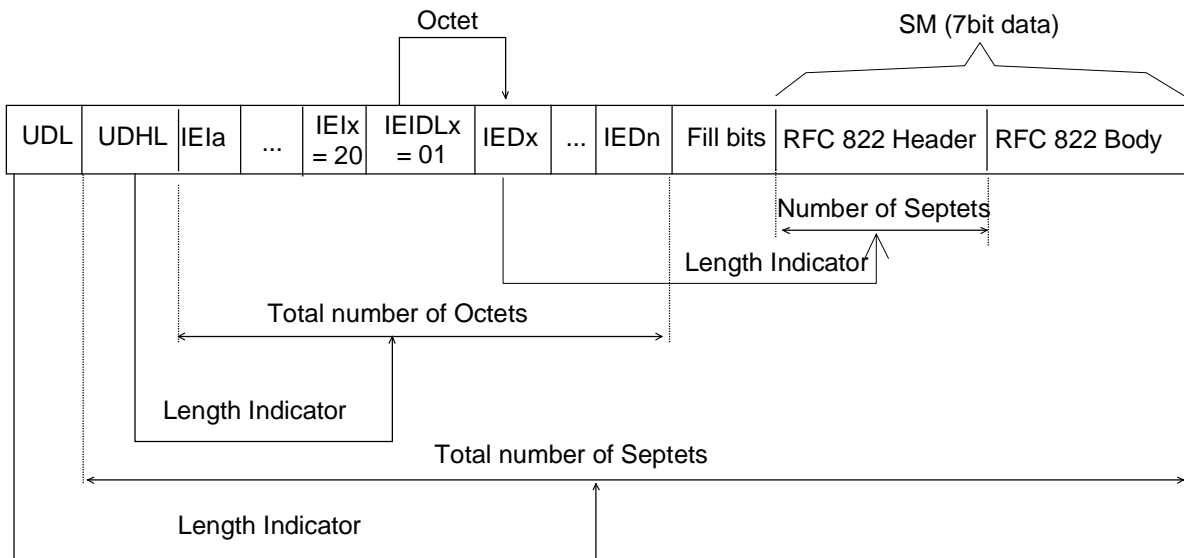 Octet
SM (7bit data)
UDL UDHL IEIa ... IEIx = 20 IEIDLx = 01 IEDx ... IEDn Fill bits RFC 822 Header RFC 822 Body
Number of Septets
Length Indicator
Total number of Octets
Length Indicator
Total number of Septets
Length Indicator